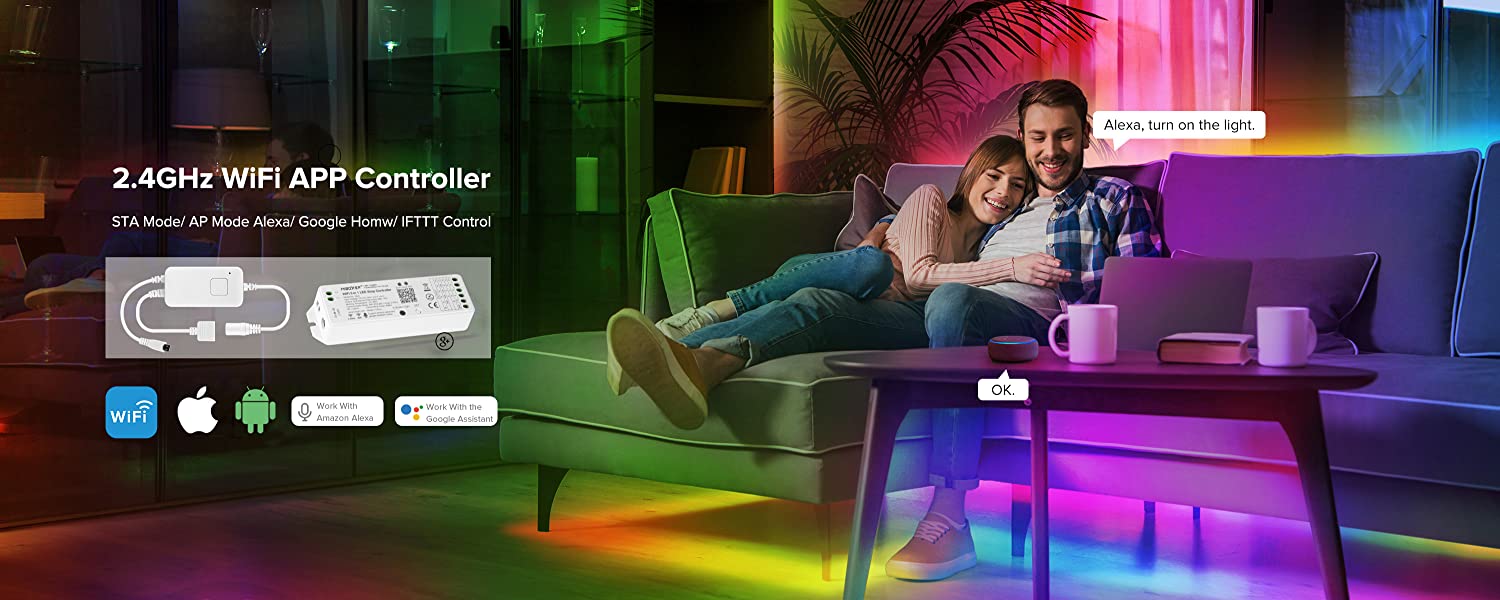 2.4GHz WiFi APP Controller
STA Mode/ AP Mode Alexa/ Google Homw/ IFTTT Control
WiFi
Work With
Amazon Alexa
Work With the
Google Assistant
Alexa, turn on the light.
OK.